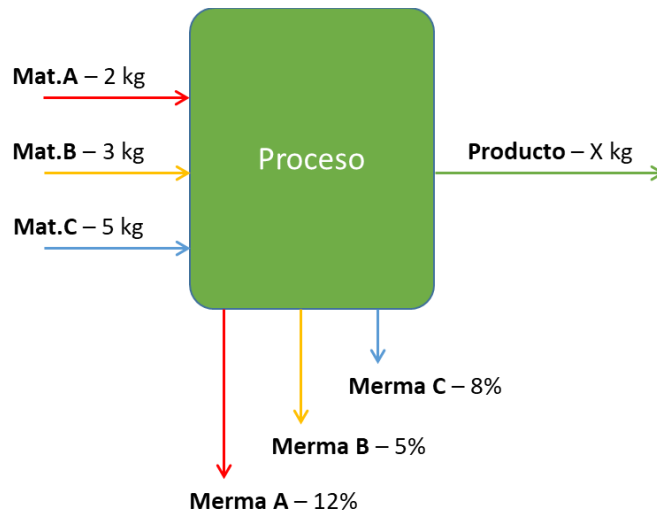 Mat.A – 2 kg
Mat.B – 3 kg
Mat.C – 5 kg
Proceso
Producto – X kg
Merma C – 8%
Merma B – 5%
Merma A – 12%